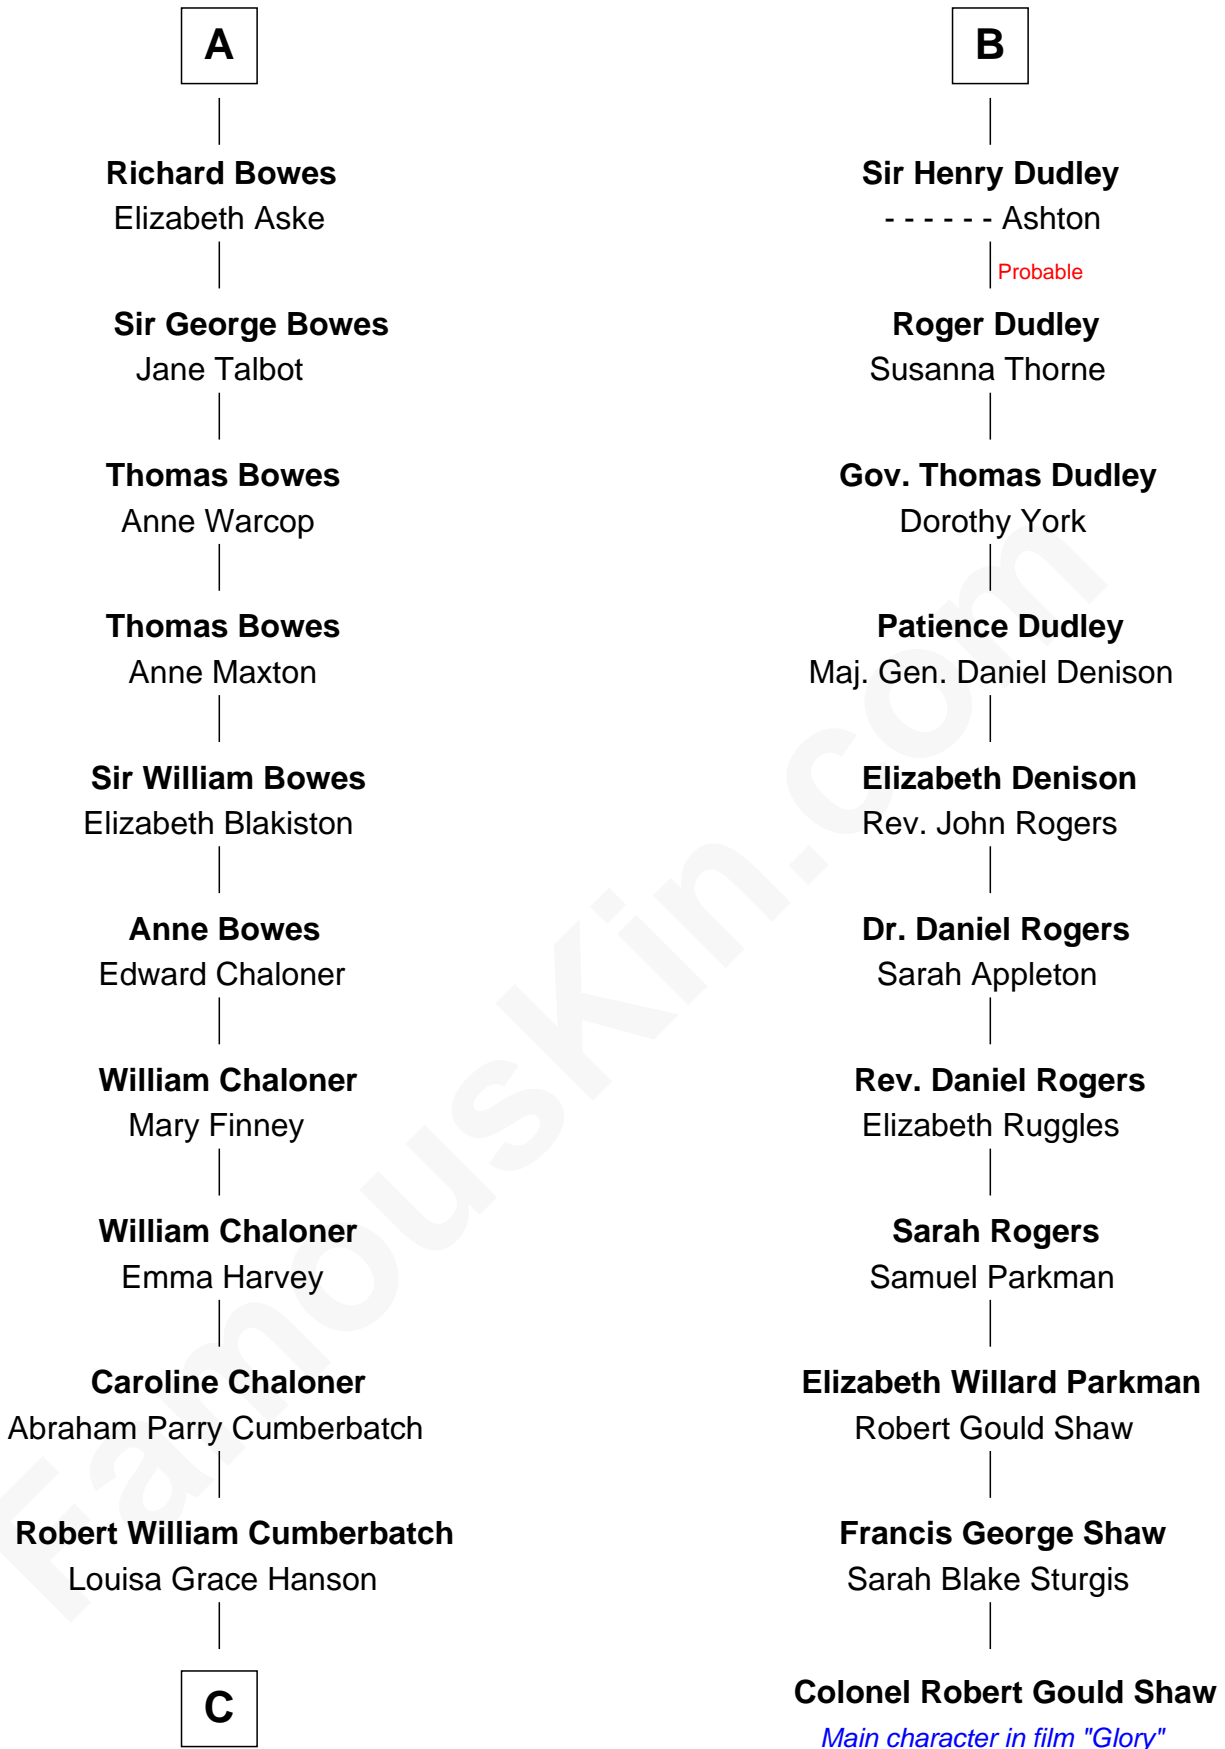 A
Richard Bowes
Elizabeth Aske
Sir George Bowes
Jane Talbot
Thomas Bowes
Anne Warcop
Thomas Bowes
Anne Maxton
Sir William Bowes
Elizabeth Blakiston
Anne Bowes
Edward Chaloner
William Chaloner
Mary Finney
William Chaloner
Emma Harvey
Caroline Chaloner
Abraham Parry Cumberbatch
Robert William Cumberbatch
Louisa Grace Hanson
C
B
Sir Henry Dudley
- - - - - - Ashton
Probable
Roger Dudley
Susanna Thorne
Gov. Thomas Dudley
Dorothy York
Patience Dudley
Maj. Gen. Daniel Denison
Elizabeth Denison
Rev. John Rogers
Dr. Daniel Rogers
Sarah Appleton
Rev. Daniel Rogers
Elizabeth Ruggles
Sarah Rogers
Samuel Parkman
Elizabeth Willard Parkman
Robert Gould Shaw
Francis George Shaw
Sarah Blake Sturgis
Colonel Robert Gould Shaw
Main character in film "Glory"
FamousKin.com